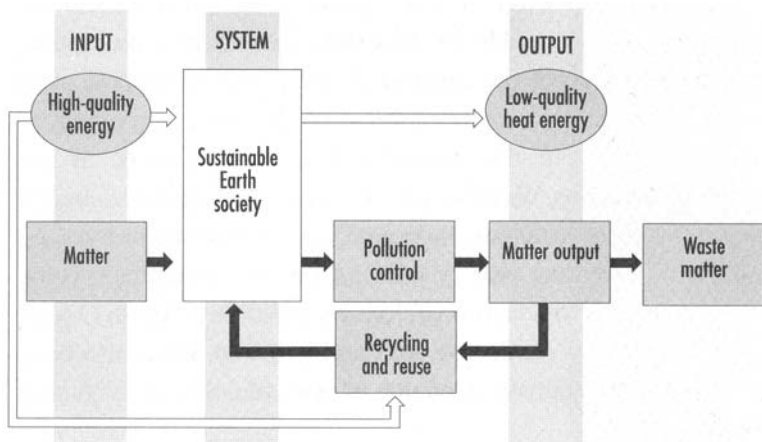 INPUT
SYSTEM
OUTPUT
High-quality
energy
Low-quality
heat energy
Sustainable
Earth
society
Matter
Pollution
control
Matter output
Waste
matter
Recycling
and reuse